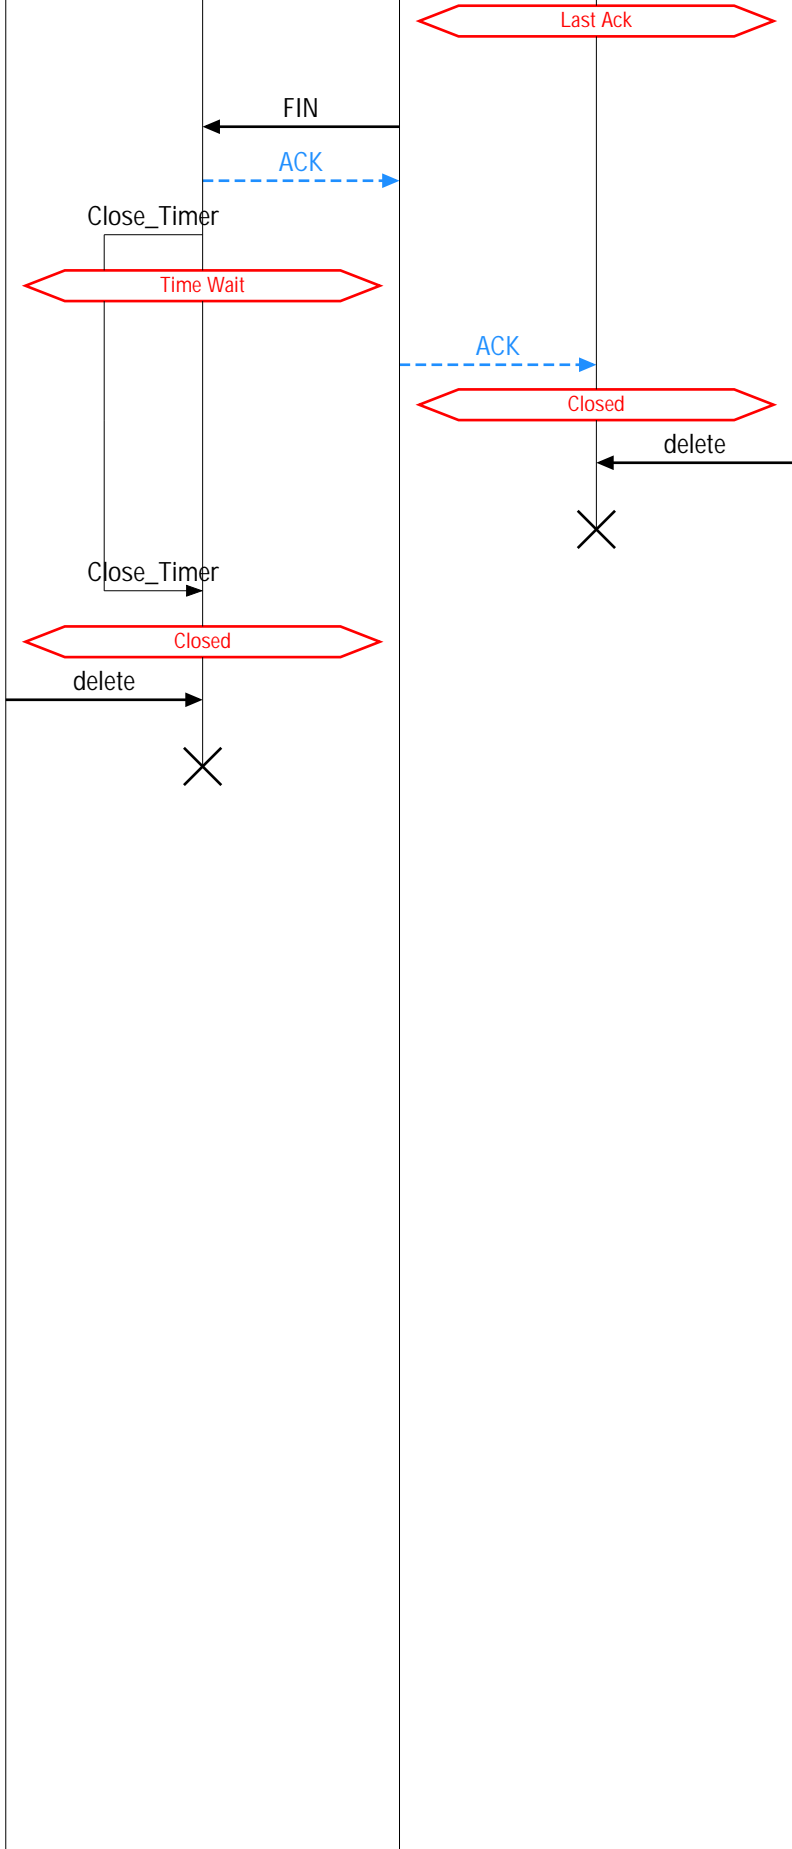 Last Ack
FIN
ACK
Close_Timer
Time Wait
ACK
Closed
delete
Close_Timer
Closed
delete